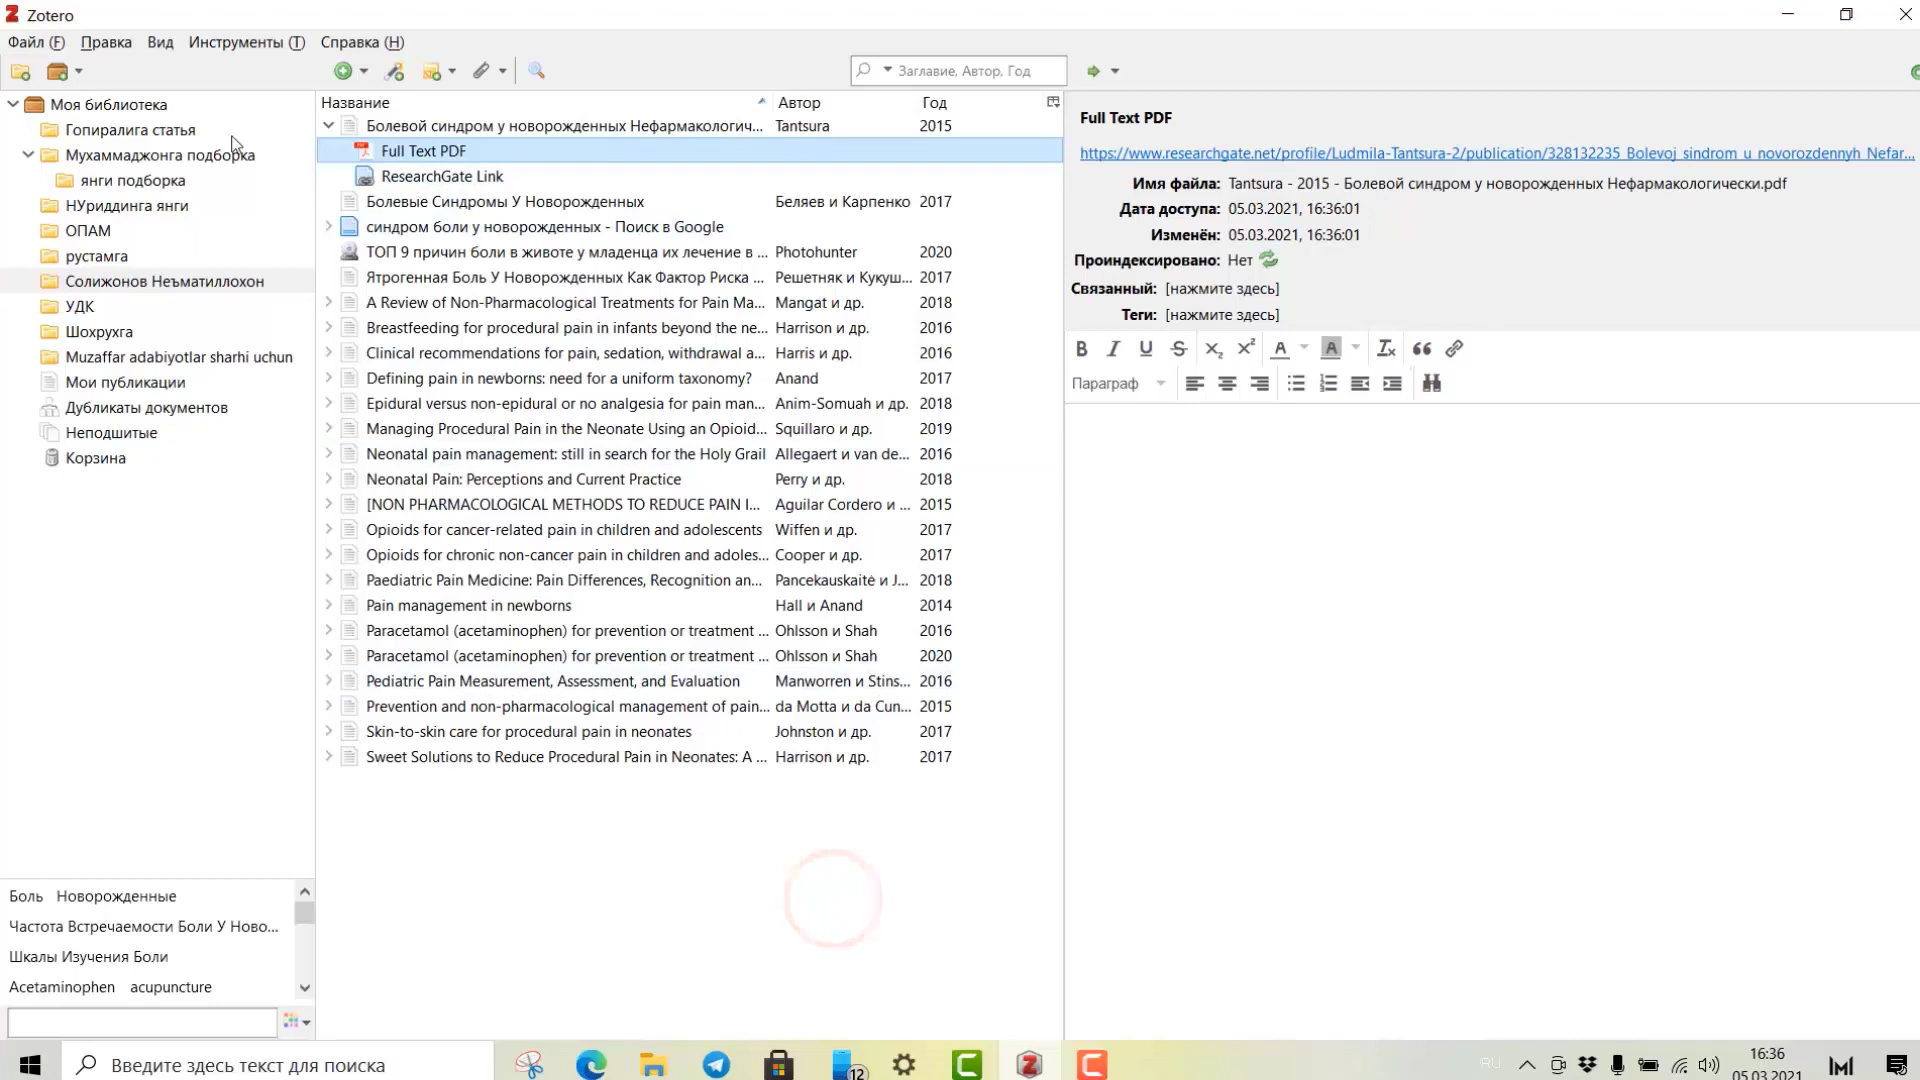 Zotero
Файл (F) Правка Вид Инструменты (T) Справка (H)
Заглавие, Автор, Год
Моя библиотека
Гопиралига статья
Мухаммаджонга подборка
янги подборка
НУриддинга янги
ОПАМ
рустамга
Солижонов Неъматиллохон
УДК
Шохрухга
Muzaffar adabiyotlar sharhi uchun
Мои публикации
Дубликаты документов
Неподшитые
Корзина
Боль Новорожденные
Частота Встречаемости Боли У Ново...
Шкалы Изучения Боли
Acetaminophen acupuncture
Название Автор Год
Болевой синдром у новорожденных Нефармакологич... Tantsura 2015
Full Text PDF
ResearchGate Link
Болевые Синдромы У Новорожденных Беляев и Карпенко 2017
синдром боли у новорожденных - Поиск в Google
ТОП 9 причин боли в животе у младенца их лечение в ... Photohunter 2020
Ятрогенная Боль У Новорожденных Как Фактор Риска ... Решетняк и Кукуш... 2017
A Review of Non-Pharmacological Treatments for Pain Ma... Mangat и др. 2018
Breastfeeding for procedural pain in infants beyond the ne... Harrison и др. 2016
Clinical recommendations for pain, sedation, withdrawal a... Harris и др. 2016
Defining pain in newborns: need for a uniform taxonomy? Anand 2017
Epidural versus non-epidural or no analgesia for pain man... Anim-Somuah и др. 2018
Managing Procedural Pain in the Neonate Using an Opioid... Squillaro и др. 2019
Neonatal pain management: still in search for the Holy Grail Allegaert и van de... 2016
Neonatal Pain: Perceptions and Current Practice Perry и др. 2018
[NON PHARMACOLOGICAL METHODS TO REDUCE PAIN I... Aguilar Cordero и ... 2015
Opioids for cancer-related pain in children and adolescents Wiffen и др. 2017
Opioids for chronic non-cancer pain in children and adoles... Cooper и др. 2017
Paediatric Pain Medicine: Pain Differences, Recognition an... Pancekauskaitė и J... 2018
Pain management in newborns Hall и Anand 2014
Paracetamol (acetaminophen) for prevention or treatment ... Ohlsson и Shah 2016
Paracetamol (acetaminophen) for prevention or treatment ... Ohlsson и Shah 2020
Pediatric Pain Measurement, Assessment, and Evaluation Manworren и Stins... 2016
Prevention and non-pharmacological management of pain... da Motta и da Cun... 2015
Skin-to-skin care for procedural pain in neonates Johnston и др. 2017
Sweet Solutions to Reduce Procedural Pain in Neonates: A ... Harrison и др. 2017
Full Text PDF
https://www.researchgate.net/profile/Ludmila-Tantsura-2/publication/328132235_Bolevoj_sindrom_u_novorozdennyh_Nefar...
Имя файла: Tantsura - 2015 - Болевой синдром у новорожденных Нефармакологически.pdf
Дата доступа: 05.03.2021, 16:36:01
Изменён: 05.03.2021, 16:36:01
Проиндексировано: Нет
Связанный: [нажмите здесь]
Теги: [нажмите здесь]
Параграф
Введите здесь текст для поиска
12
RU
16:36
05.03.2021